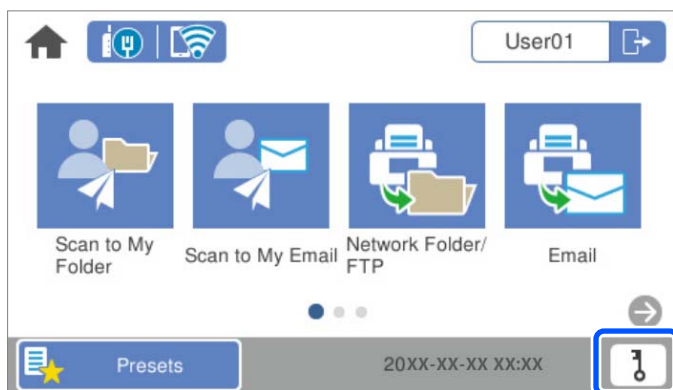 User01
Scan to My
Folder
Scan to My Email
Network Folder/
FTP
Email
Presets
20XX-XX-XX XX:XX